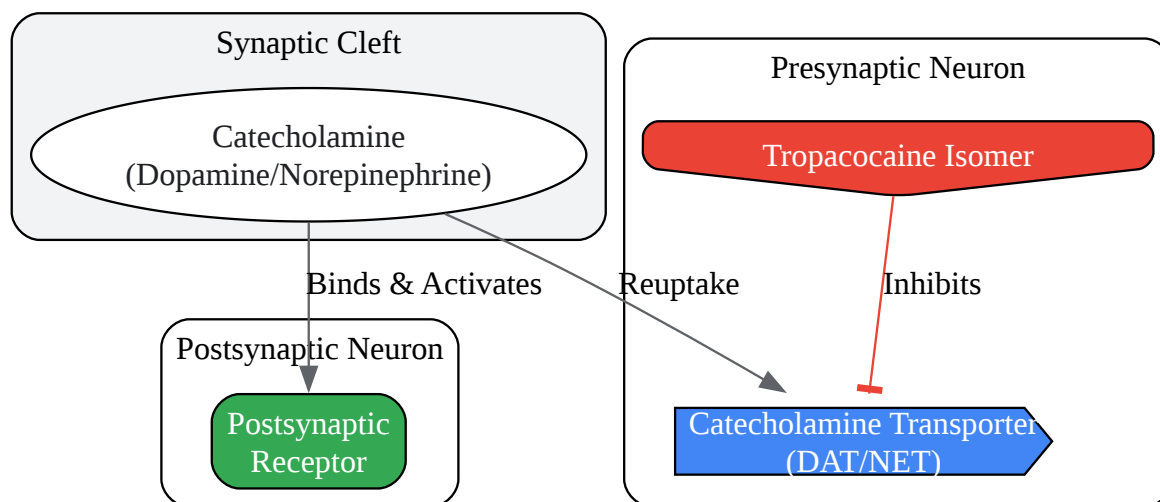 Synaptic Cleft
Catecholamine
(Dopamine/Norepinephrine)
Presynaptic Neuron
Tropacocaine Isomer
Binds & Activates
Reuptake
Inhibits
Postsynaptic Neuron
Postsynaptic
Receptor
Catecholamine Transporter
(DAT/NET)